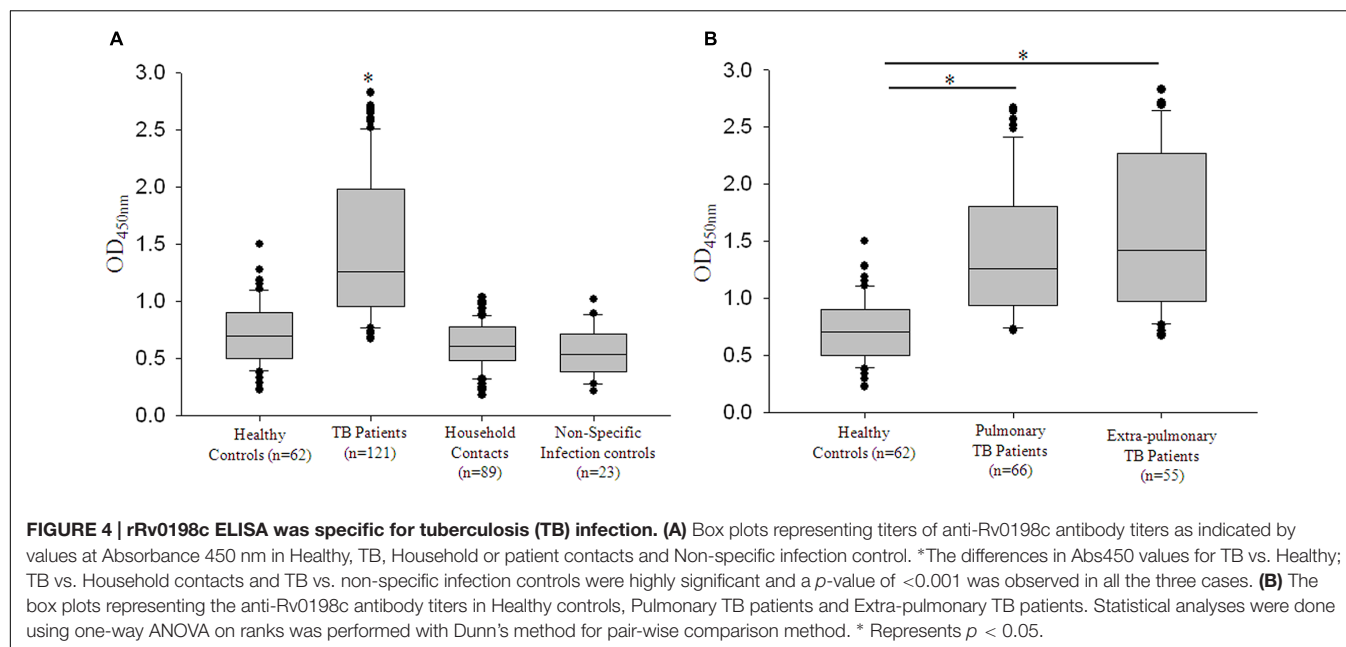 A
B
*
*
*
3.0
2.5
2.0
1.5
1.0
0.5
0.0
OD450nm
Healthy
Controls (n=62)
TB Patients
(n=121)
Household
Contacts
(n=89)
Non-Specific
Infection controls
(n=23)
3.0
2.5
2.0
1.5
1.0
0.5
0.0
OD450nm
Healthy
Controls (n=62)
Pulmonary
TB Patients
(n=66)
Extra-pulmonary
TB Patients
(n=55)
FIGURE 4 | rRv0198c ELISA was specific for tuberculosis (TB) infection. (A) Box plots representing titers of anti-Rv0198c antibody titers as indicated by
values at Absorbance 450 nm in Healthy, TB, Household or patient contacts and Non-specific infection control. *The differences in Abs450 values for TB vs. Healthy;
TB vs. Household contacts and TB vs. non-specific infection controls were highly significant and a p-value of <0.001 was observed in all the three cases. (B) The
box plots representing the anti-Rv0198c antibody titers in Healthy controls, Pulmonary TB patients and Extra-pulmonary TB patients. Statistical analyses were done
using one-way ANOVA on ranks was performed with Dunn's method for pair-wise comparison method. * Represents p < 0.05.